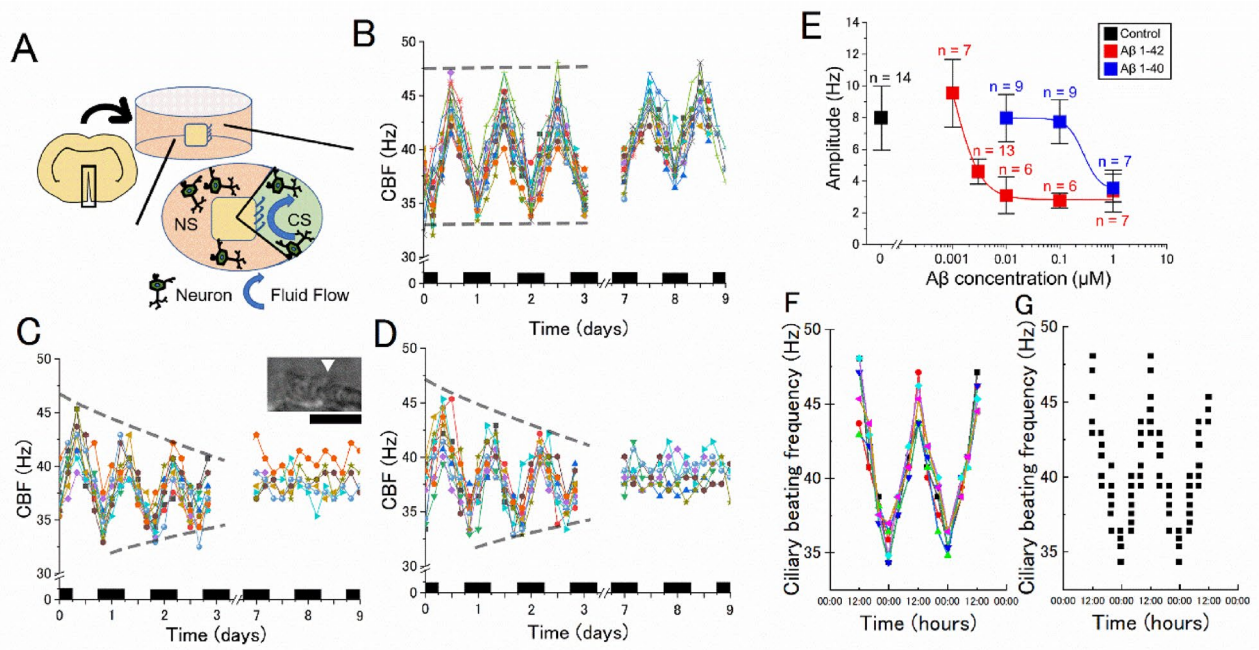 A
NS
CS
Neuron
Fluid Flow
B
CBF (Hz)
50
45
40
35
30
0
0 1 2 3 7 8 9
Time (days)
E
Amplitude (Hz)
14
12
10
8
6
4
2
0
n = 14
n = 7
n = 13
n = 6
n = 6
n = 9
n = 9
n = 7
n = 7
Control
Aβ 1-42
Aβ 1-40
0 0.001 0.01 0.1 1 10
Aβ concentration (μM)
C
CBF (Hz)
50
45
40
35
30
0
0 1 2 3 7 8 9
Time (days)
D
CBF (Hz)
50
45
40
35
30
0
0 1 2 3 7 8 9
Time (days)
F
Ciliary beating frequency (Hz)
50
45
40
35
00:00 12:00 00:00 12:00 00:00 12:00 00:00
Time (hours)
G
Ciliary beating frequency (Hz)
50
45
40
35
00:00 12:00 00:00 12:00 00:00 12:00 00:00
Time (hours)